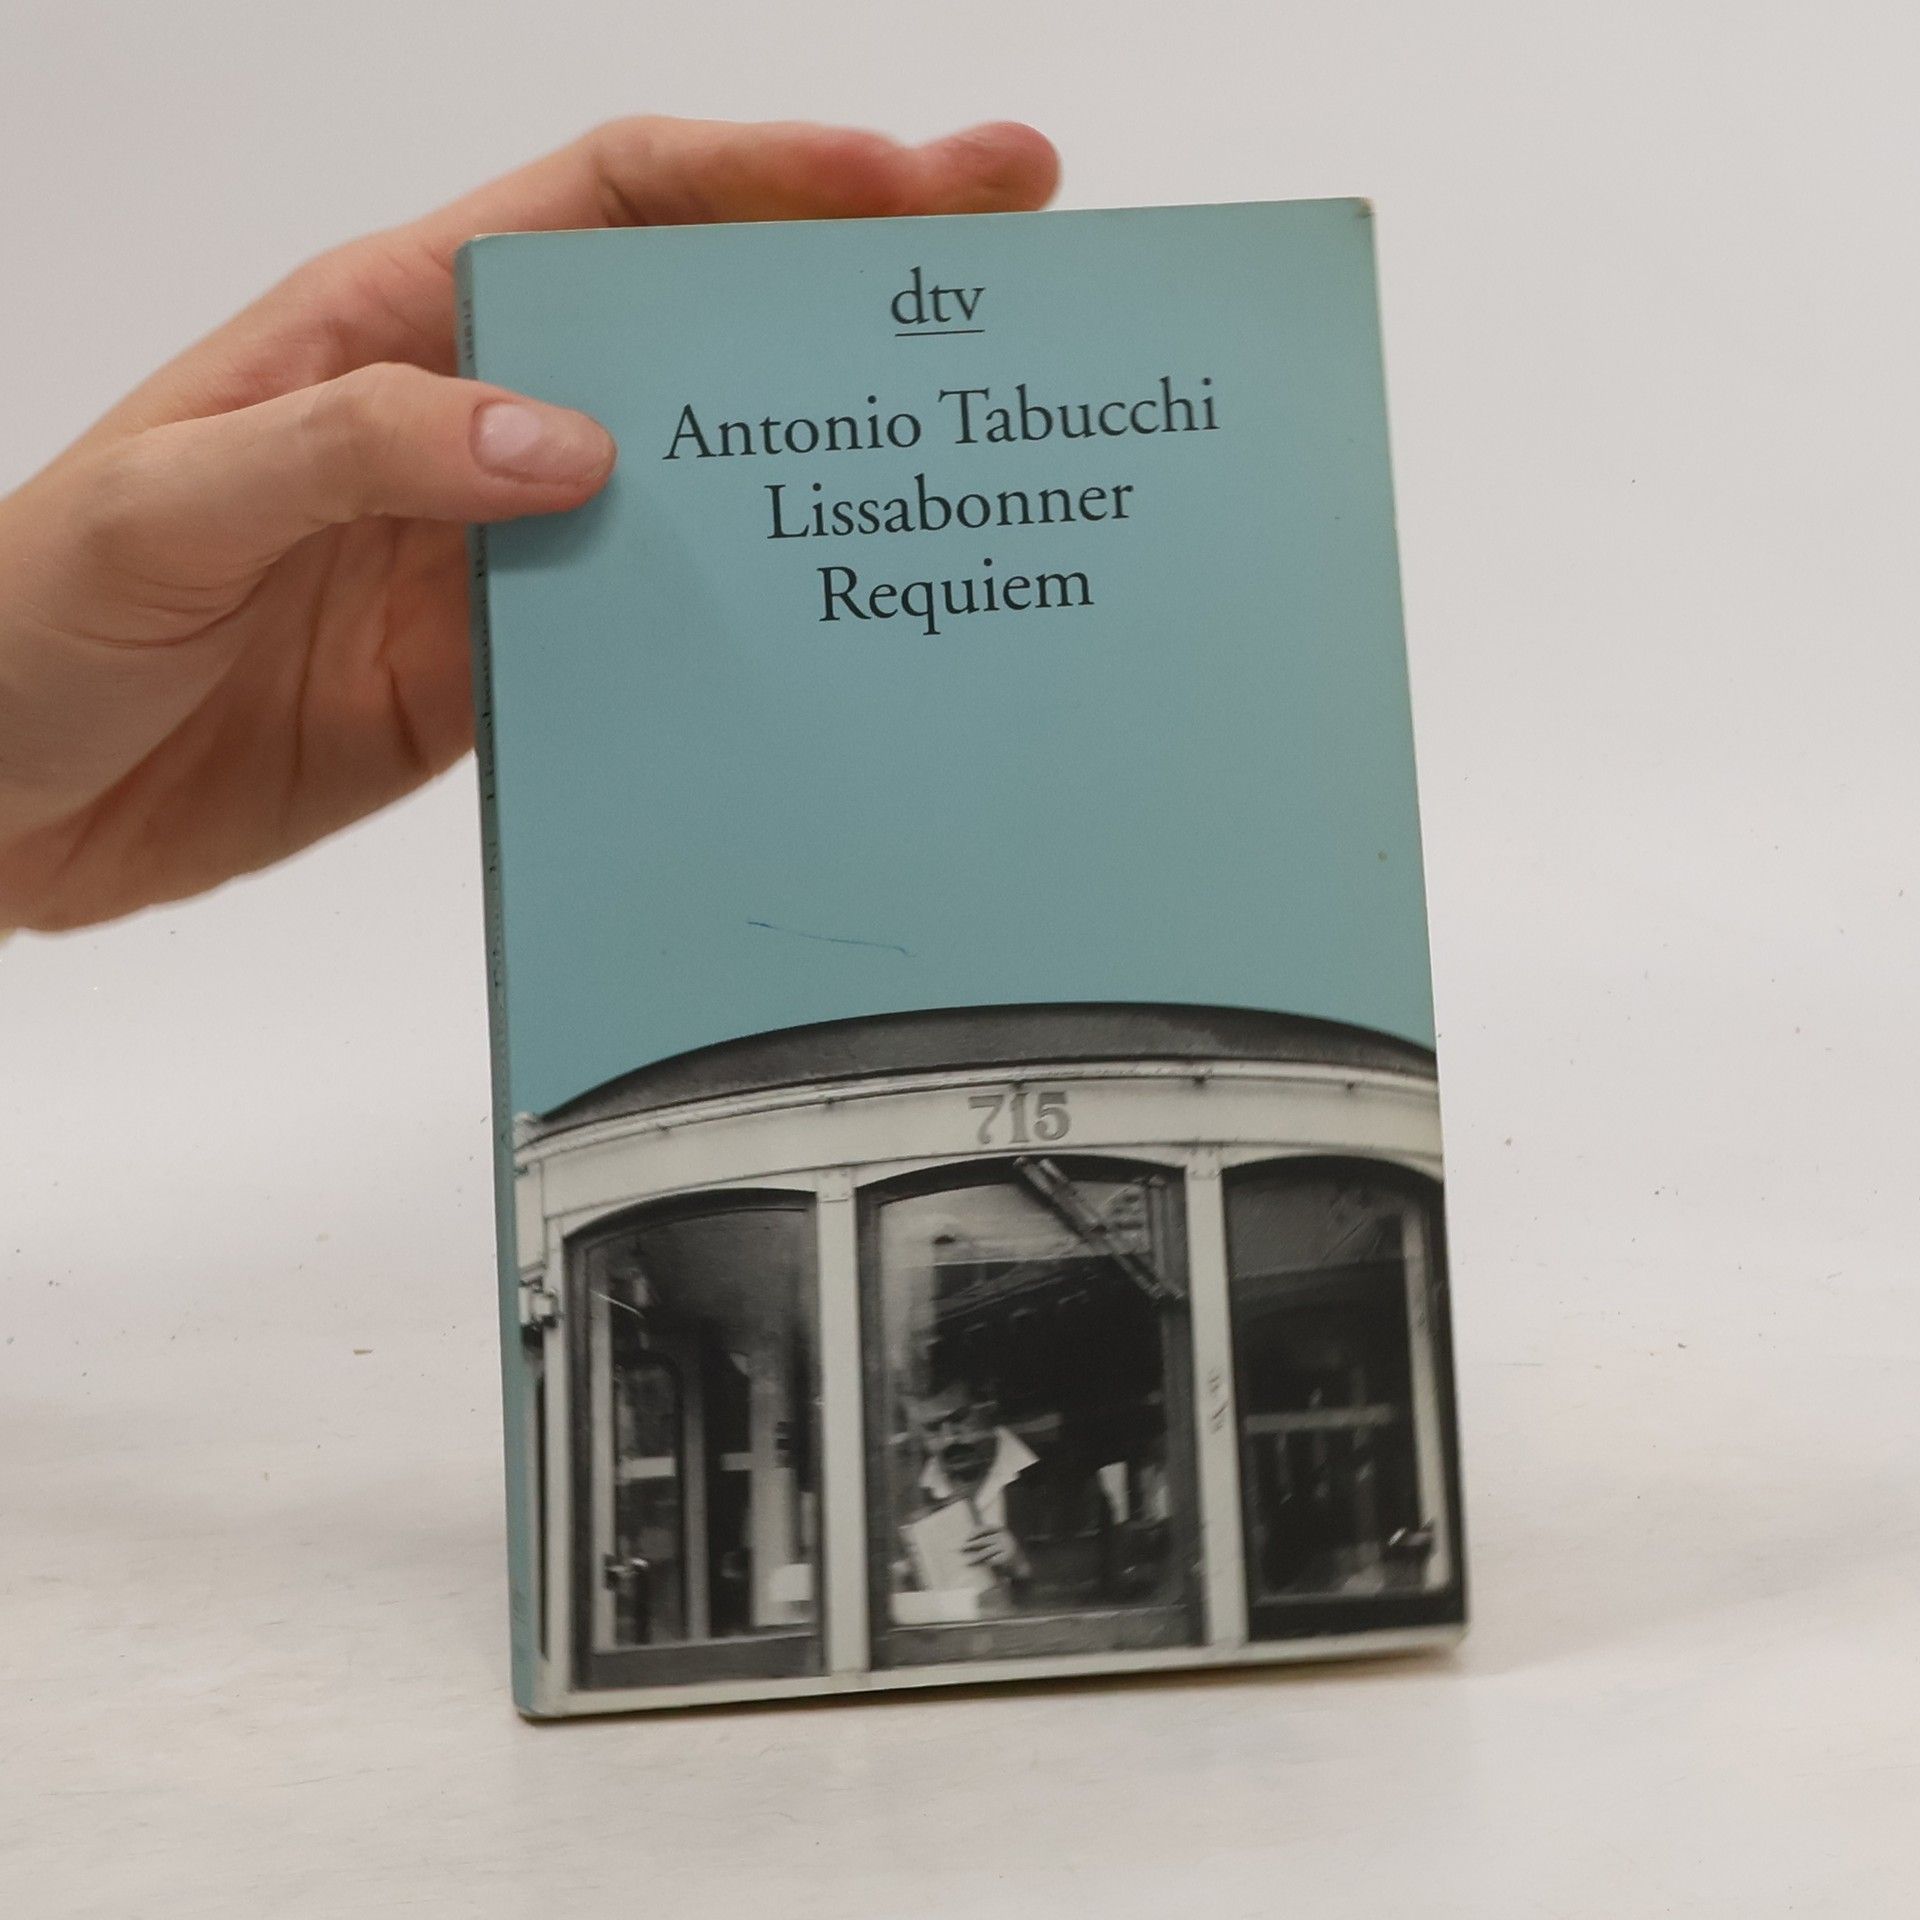 dtv
Antonio Tabucchi
Lissabonner
Requiem
715